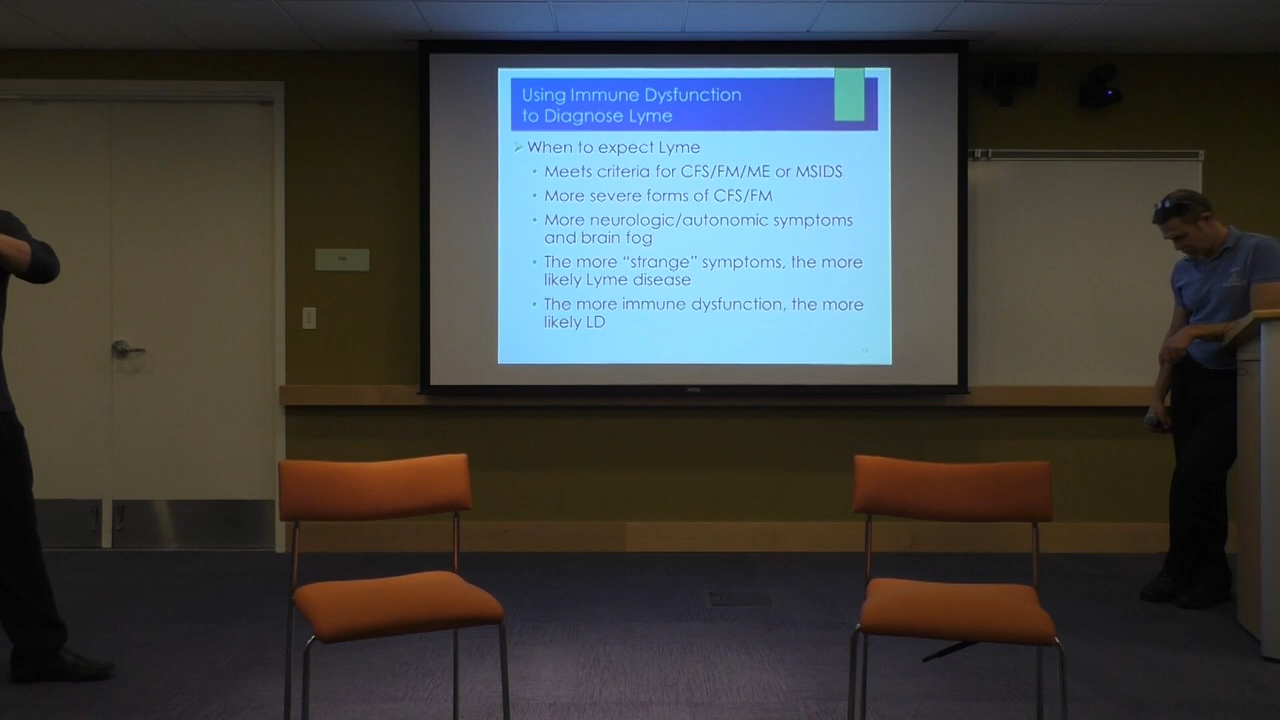 Using Immune Dysfunction
to Diagnose Lyme
When to expect Lyme
Meets criteria for CFS/FM/ME or MSIDS
More severe forms of CFS/FM
More neurologic/autonomic symptoms
and brain fog
The more “strange” symptoms, the more
likely Lyme disease
The more immune dysfunction, the more
likely LD